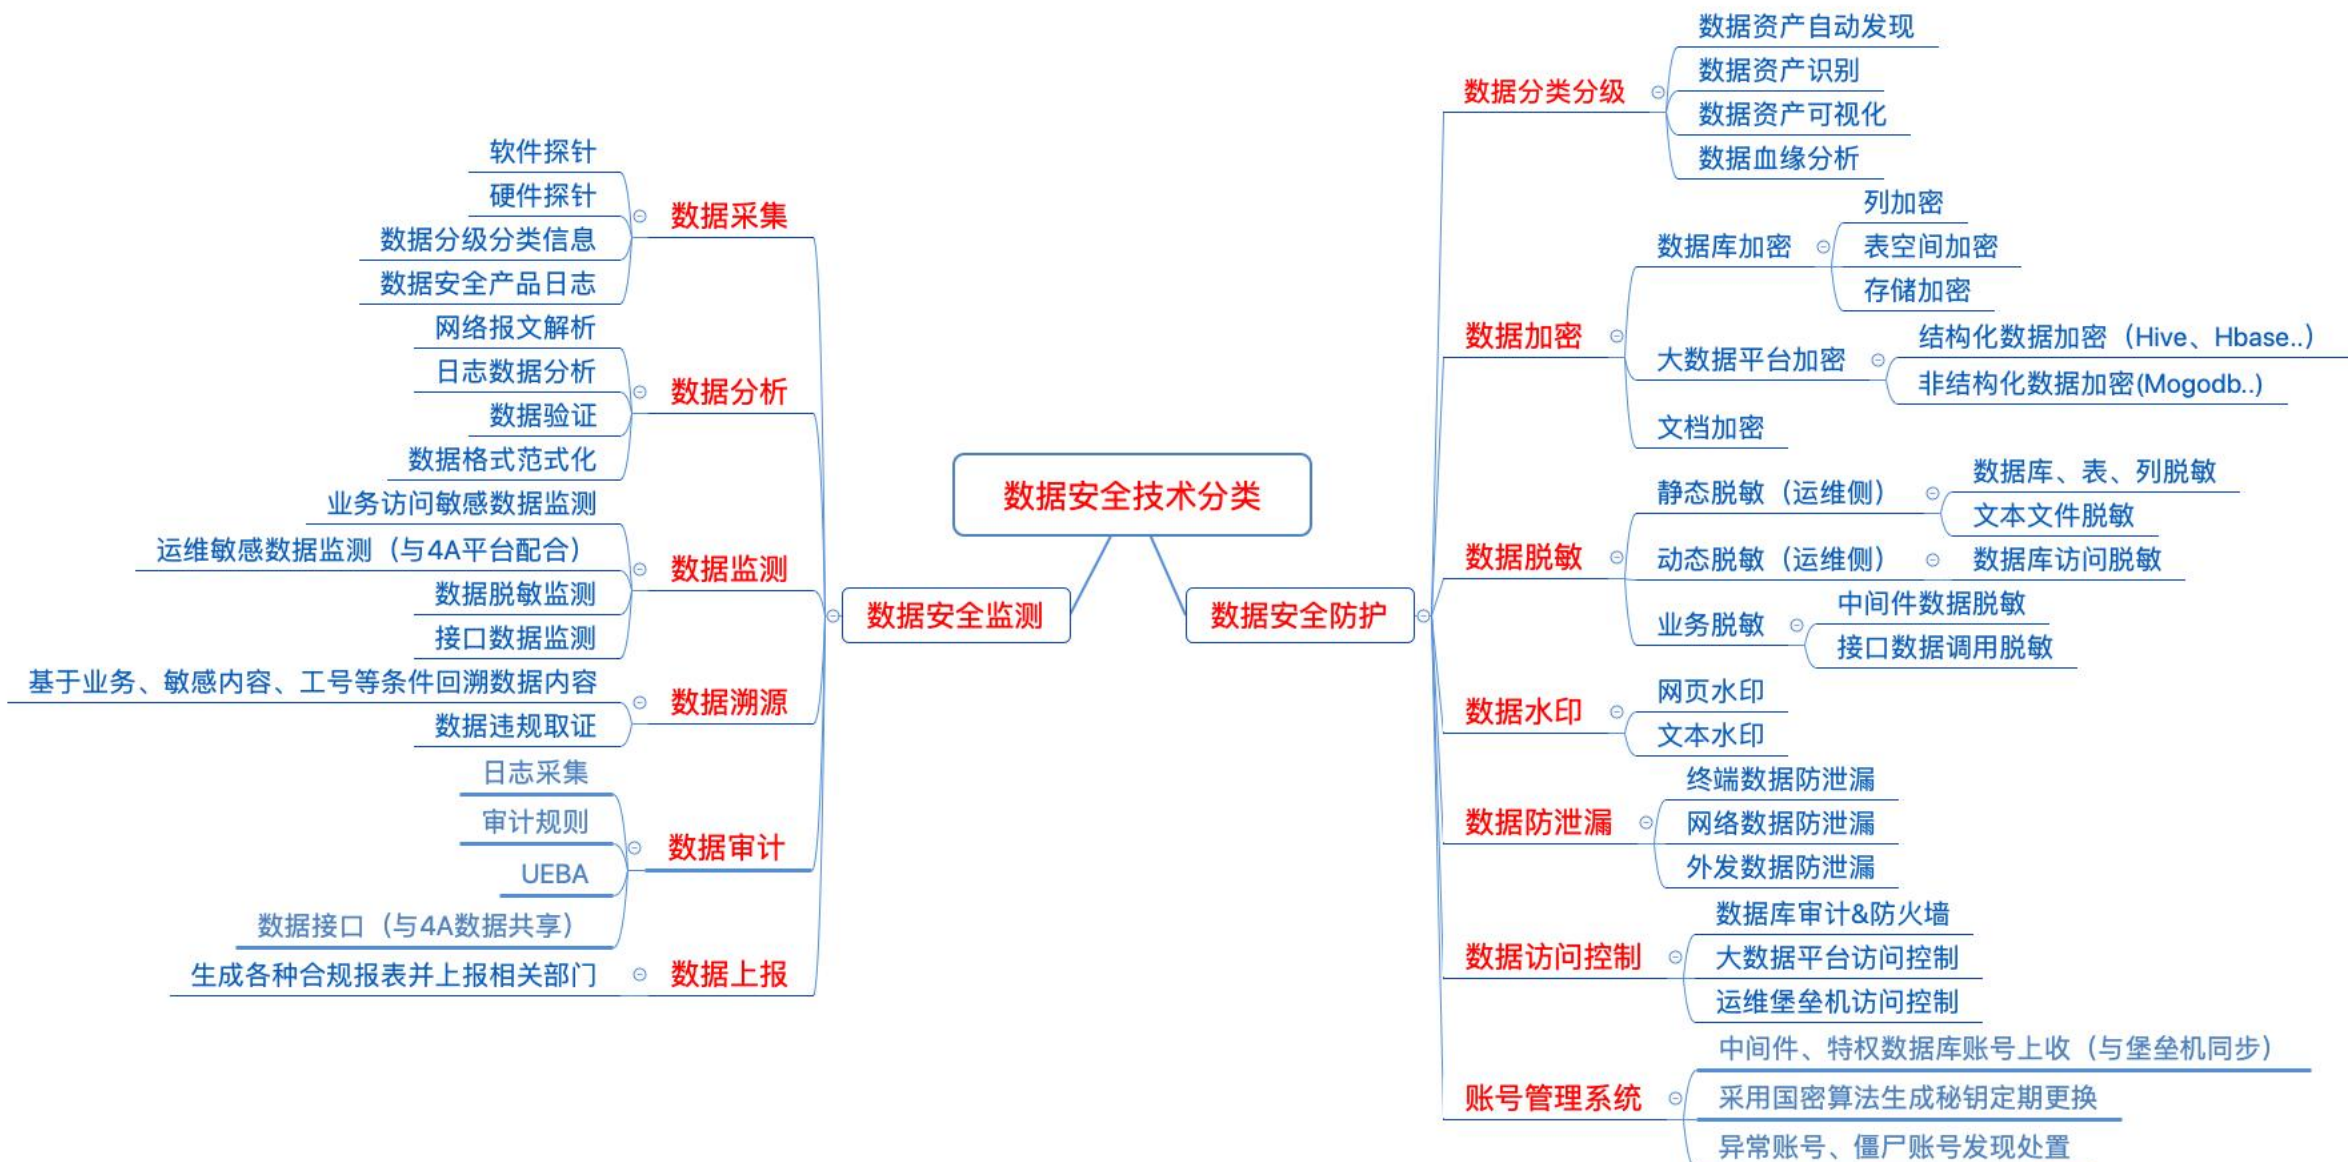 数据安全技术分类
数据安全监测
数据采集
软件探针
硬件探针
数据分级分类信息
数据安全产品日志
数据分析
网络报文解析
日志数据分析
数据验证
数据格式范式化
数据监测
业务访问敏感数据监测
运维敏感数据监测（与4A平台配合）
数据脱敏监测
接口数据监测
数据溯源
基于业务、敏感内容、工号等条件回溯数据内容
数据违规取证
数据审计
日志采集
审计规则
UEBA
数据接口（与4A数据共享）
数据上报
生成各种合规报表并上报相关部门
数据安全防护
数据分类分级
数据资产自动发现
数据资产识别
数据资产可视化
数据血缘分析
数据加密
数据库加密
列加密
表空间加密
存储加密
大数据平台加密
结构化数据加密（Hive、Hbase..）
非结构化数据加密(Mogodb..)
文档加密
数据脱敏
静态脱敏（运维侧）
数据库、表、列脱敏
文本文件脱敏
动态脱敏（运维侧）
数据库访问脱敏
业务脱敏
中间件数据脱敏
接口数据调用脱敏
数据水印
网页水印
文本水印
数据防泄漏
终端数据防泄漏
网络数据防泄漏
外发数据防泄漏
数据访问控制
数据库审计&防火墙
大数据平台访问控制
运维堡垒机访问控制
账号管理系统
中间件、特权数据库账号上收（与堡垒机同步）
采用国密算法生成秘钥定期更换
异常账号、僵尸账号发现处置